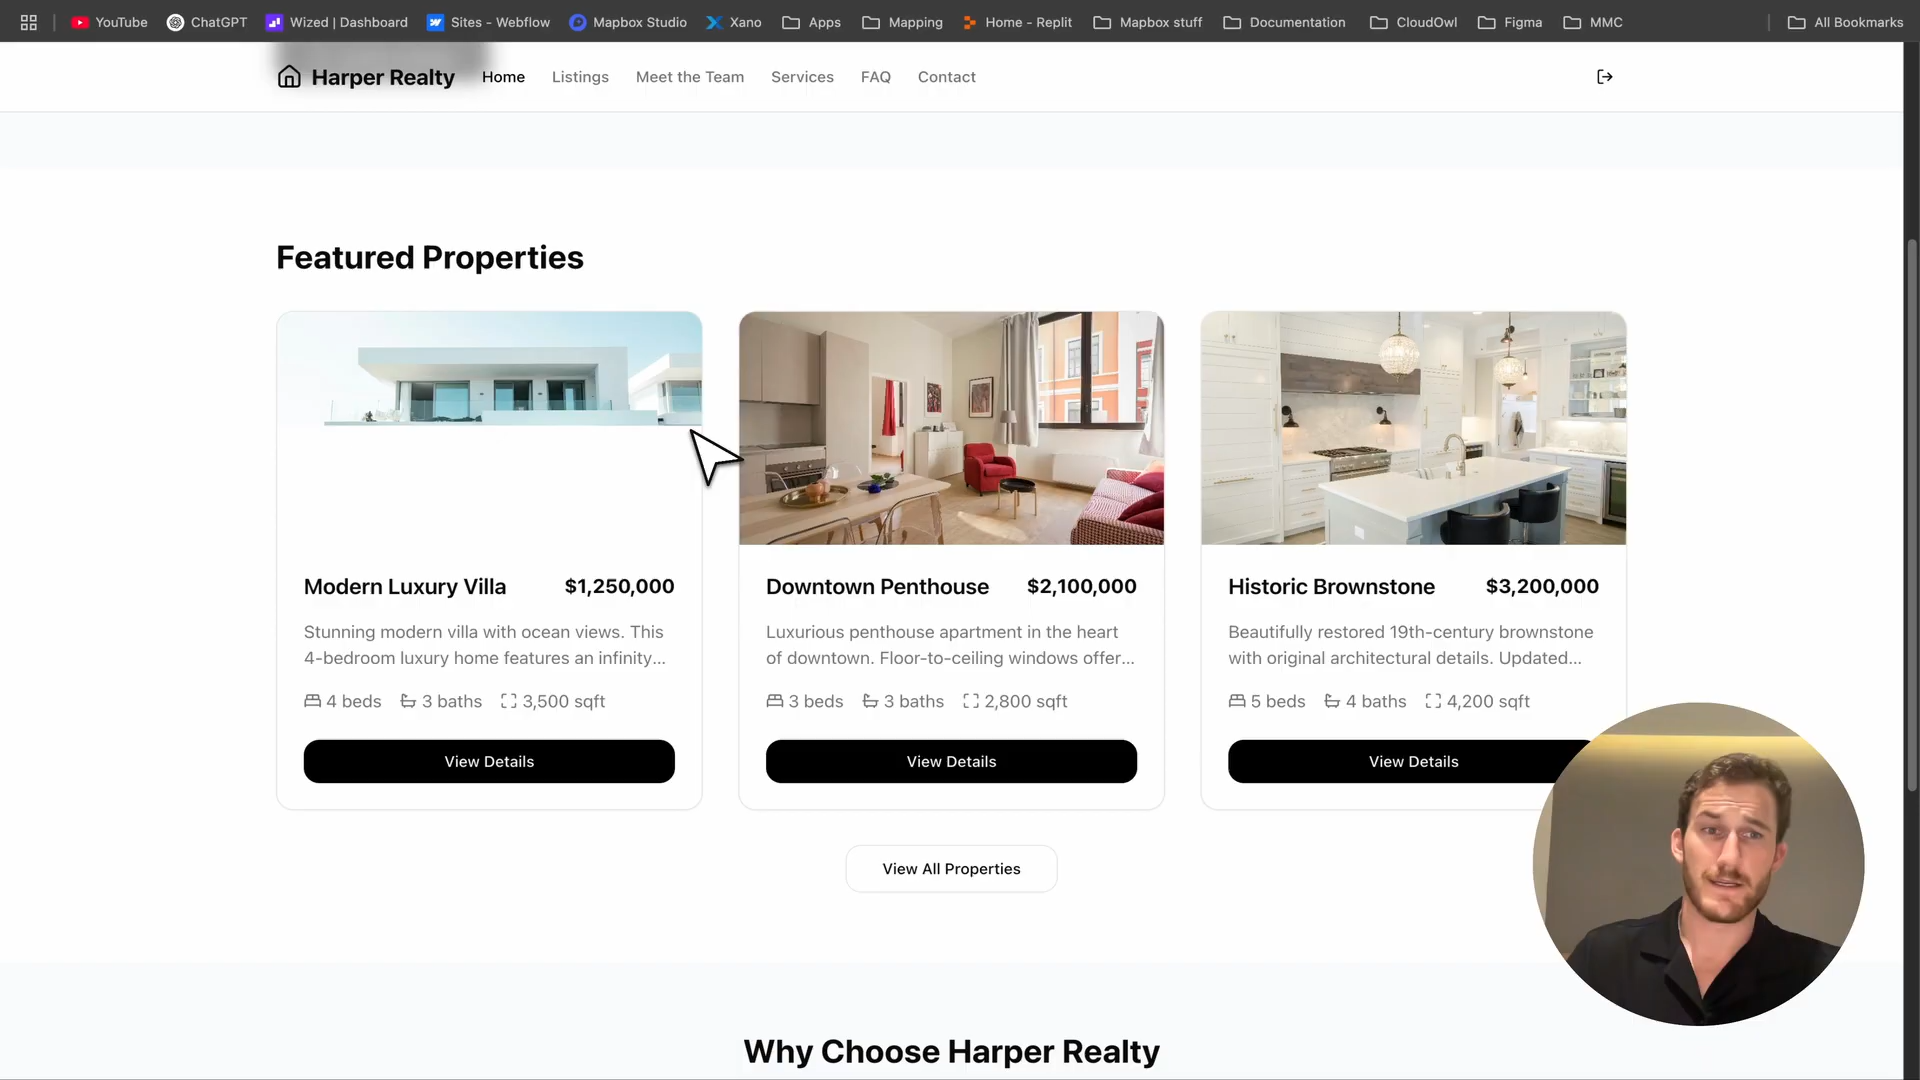 YouTube ChatGPT Wized | Dashboard Sites - Webflow Mapbox Studio Xano Apps Mapping Home - Replit Mapbox stuff Documentation CloudOwl Figma MMC All Bookmarks
Harper Realty Home Listings Meet the Team Services FAQ Contact
Featured Properties
Modern Luxury Villa $1,250,000
Stunning modern villa with ocean views. This
4-bedroom luxury home features an infinity...
4 beds 3 baths 3,500 sqft
View Details
Downtown Penthouse $2,100,000
Luxurious penthouse apartment in the heart
of downtown. Floor-to-ceiling windows offer...
3 beds 3 baths 2,800 sqft
View Details
Historic Brownstone $3,200,000
Beautifully restored 19th-century brownstone
with original architectural details. Updated...
5 beds 4 baths 4,200 sqft
View Details
View All Properties
Why Choose Harper Realty